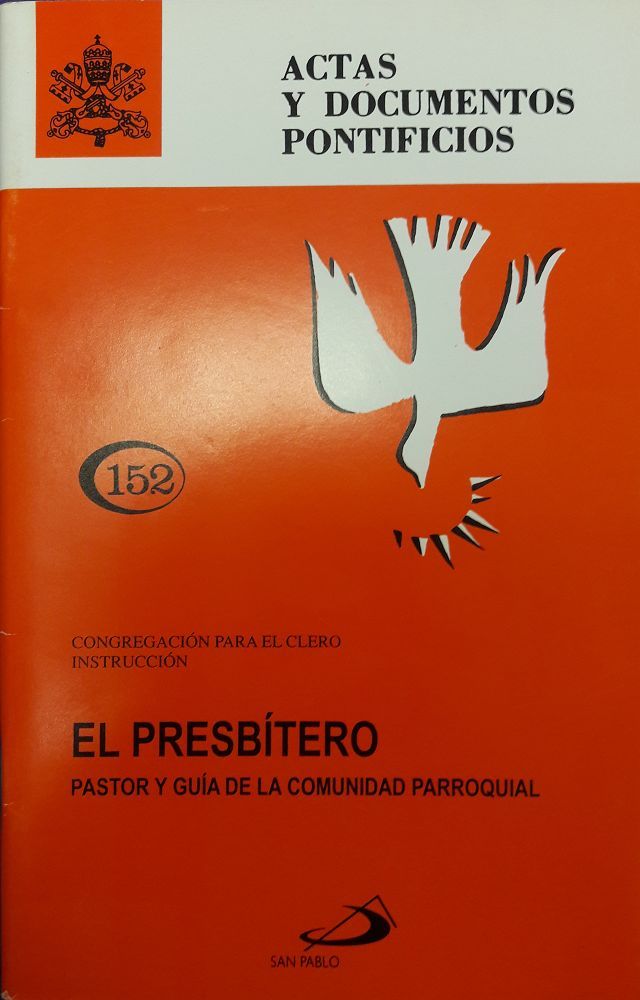 ACTAS
Y DOCUMENTOS
PONTIFICIOS
152
CONGREGACIÓN PARA EL CLERO
INSTRUCCIÓN
EL PRESBÍTERO
PASTOR Y GUÍA DE LA COMUNIDAD PARROQUIAL
SAN PABLO